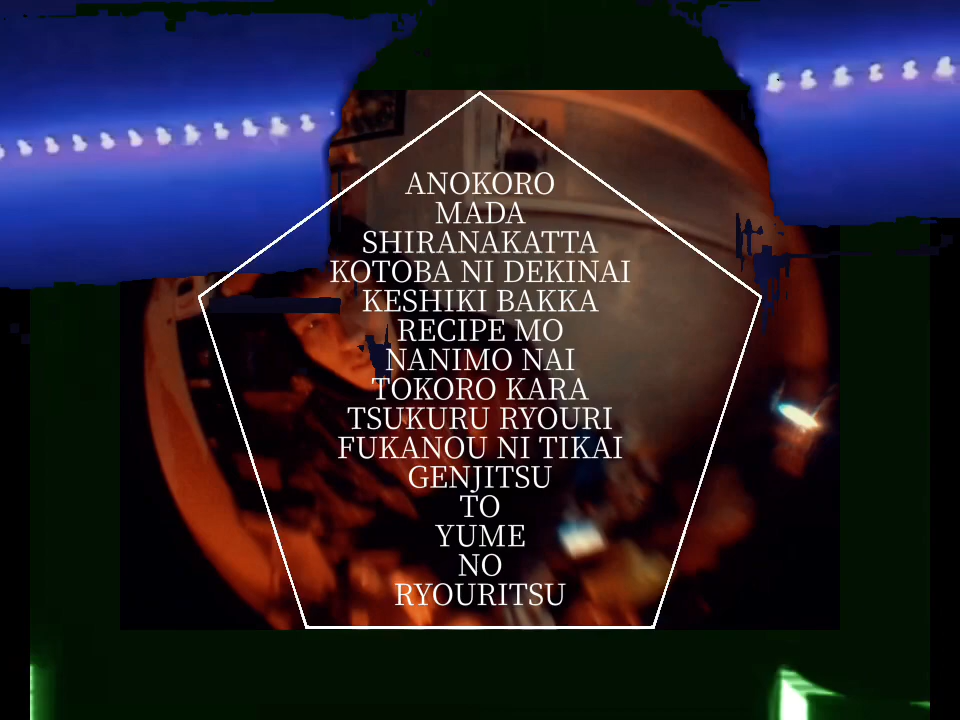 ANOKORO
MADA
SHIRANAKATTA
KOTOBA NI DEKINAI
KESHIKI BAKKA
RECIPE MO
NANIMO NAI
TOKORO KARA
TSUKURU RYOURI
FUKANOU NI TIKAI
GENJITSU
TO
YUME
NO
RYOURITSU